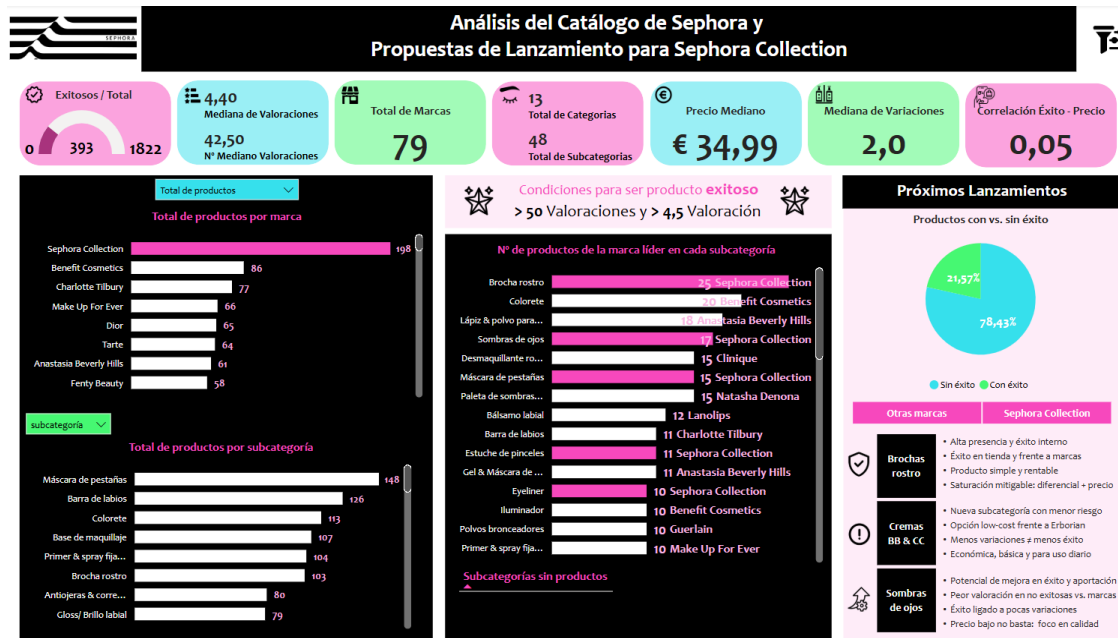 SEPHORA
Análisis del Catálogo de Sephora y
Propuestas de Lanzamiento para Sephora Collection
Exitosos / Total
0
393
1822
4,40
Mediana de Valoraciones
42,50
Nº Mediano Valoraciones
Total de Marcas
79
13
Total de Categorias
48
Total de Subcategorias
Precio Mediano
€ 34,99
Mediana de Variaciones
2,0
Correlación Éxito - Precio
0,05
Total de productos
Total de productos por marca
Sephora Collection 198
Benefit Cosmetics 86
Charlotte Tilbury 77
Make Up For Ever 66
Dior 65
Tarte 64
Anastasia Beverly Hills 61
Fenty Beauty 58
subcategoría
Total de productos por subcategoría
Máscara de pestañas 148
Barra de labios 126
Colorete 113
Base de maquillaje 107
Primer & spray fija... 104
Brocha rostro 103
Antiojeras & corre... 80
Gloss/ Brillo labial 79
Condiciones para ser producto exitoso
> 50 Valoraciones y > 4,5 Valoración
Nº de productos de la marca líder en cada subcategoría
Brocha rostro 25 Sephora Collection
Colorete 20 Benefit Cosmetics
Lápiz & polvo para... 18 Anastasia Beverly Hills
Sombras de ojos 17 Sephora Collection
Desmaquillante ro... 15 Clinique
Máscara de pestañas 15 Sephora Collection
Paleta de sombras... 15 Natasha Denona
Bálsamo labial 12 Lanolips
Barra de labios 11 Charlotte Tilbury
Estuche de pinceles 11 Sephora Collection
Gel & Máscara de ... 11 Anastasia Beverly Hills
Eyeliner 10 Sephora Collection
Iluminador 10 Benefit Cosmetics
Polvos bronceadores 10 Guerlain
Primer & spray fija... 10 Make Up For Ever
Subcategorías sin productos
Próximos Lanzamientos
Productos con vs. sin éxito
21,57%
78,43%
Sin éxito Con éxito
Otras marcas
Sephora Collection
Brochas
rostro
• Alta presencia y éxito interno
• Éxito en tienda y frente a marcas
• Producto simple y rentable
• Saturación mitigable: diferencial + precio
Cremas
BB & CC
• Nueva subcategoría con menor riesgo
• Opción low-cost frente a Erborian
• Menos variaciones ≠ menos éxito
• Económica, básica y para uso diario
Sombras
de ojos
• Potencial de mejora en éxito y aportación
• Peor valoración en no exitosas vs. marcas
• Éxito ligado a pocas variaciones
• Precio bajo no basta: foco en calidad